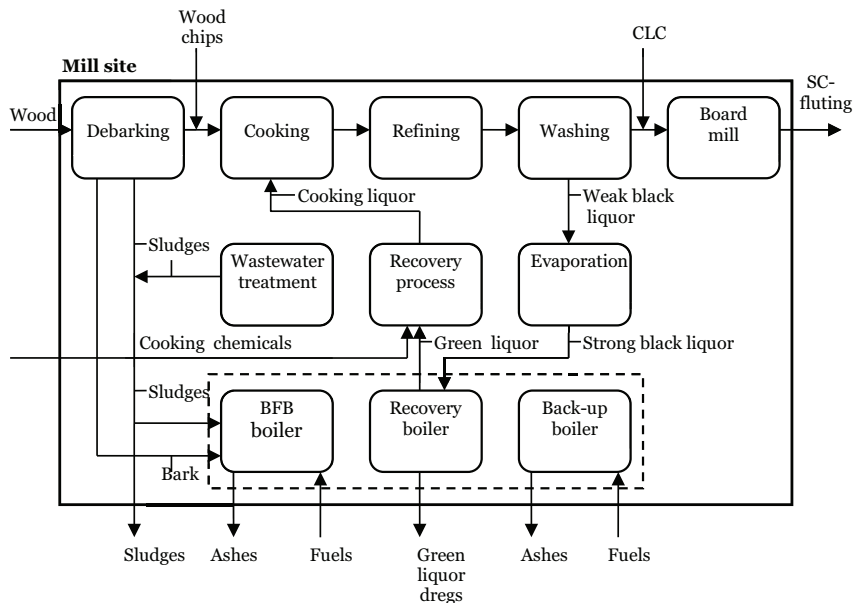 Wood
chips
CLC
Mill site
SC-
fluting
Wood
Debarking
Cooking
Refining
Washing
Board
mill
Cooking liquor
Weak black
liquor
Sludges
Wastewater
treatment
Recovery
process
Evaporation
Cooking chemicals
Green liquor
Strong black liquor
Sludges
BFB
boiler
Recovery
boiler
Back-up
boiler
Bark
Sludges
Ashes
Fuels
Green
liquor
dregs
Ashes
Fuels